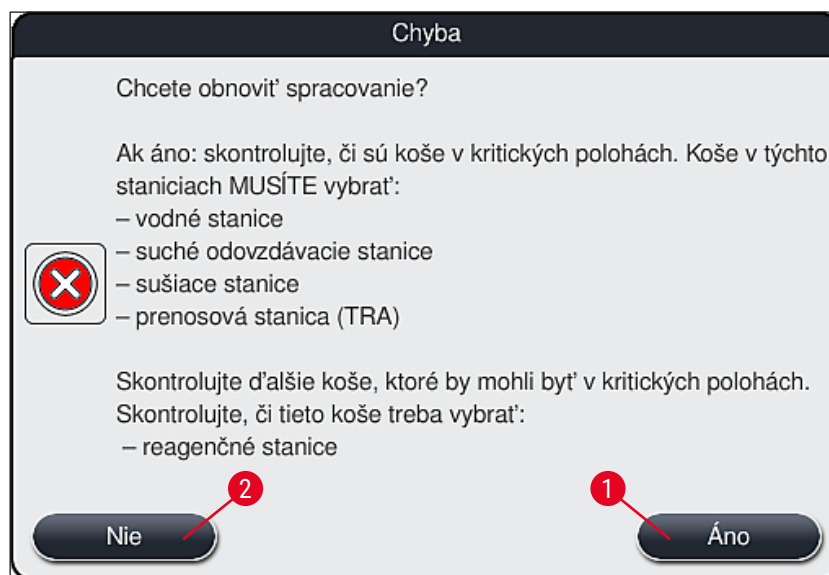 Chyba
Chcete obnoviť spracovanie?
Ak áno: skontrolujte, či sú koše v kritických polohách. Koše v týchto
staniciach MUSÍTE vybrať:
– vodné stanice
– suché odovzdávacie stanice
– sušiace stanice
– prenosová stanica (TRA)
Skontrolujte ďalšie koše, ktoré by mohli byť v kritických polohách.
Skontrolujte, či tieto koše treba vybrať:
– reagenčné stanice
2
1
Nie
Áno